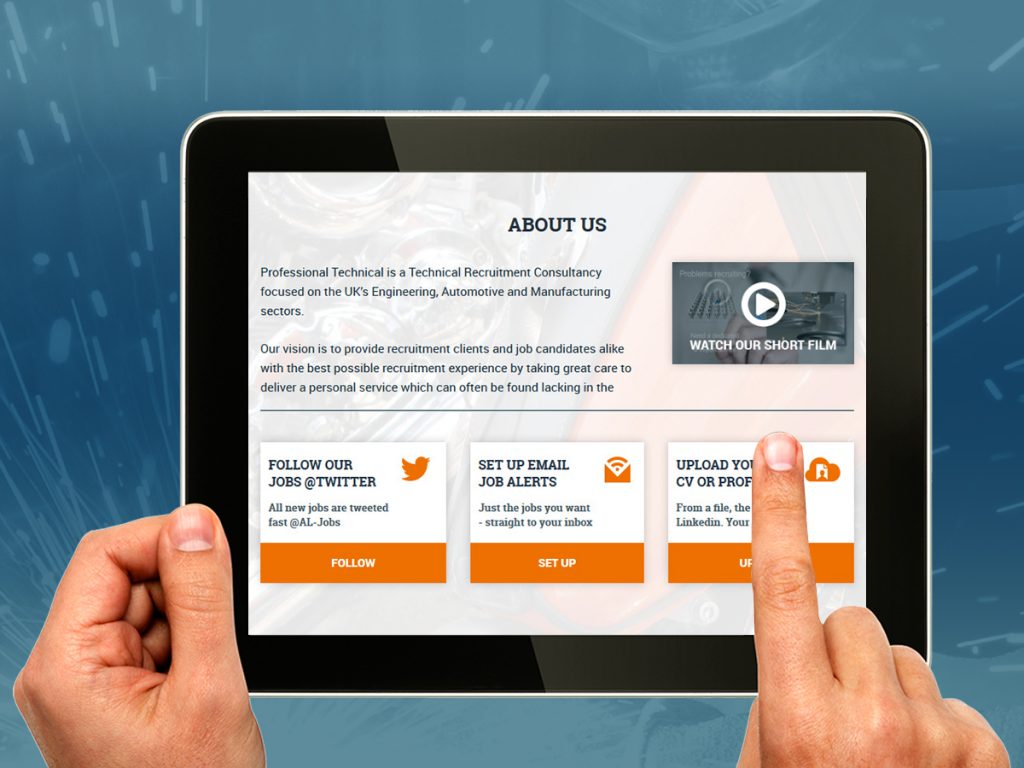 ABOUT US
Professional Technical is a Technical Recruitment Consultancy
focused on the UK's Engineering, Automotive and Manufacturing
sectors.
Our vision is to provide recruitment clients and job candidates alike
with the best possible recruitment experience by taking great care to
deliver a personal service which can often be found lacking in the
Problems recruiting?
WATCH OUR SHORT FILM
FOLLOW OUR
JOBS @TWITTER
All new jobs are tweeted
fast @AL-Jobs
FOLLOW
SET UP EMAIL
JOB ALERTS
Just the jobs you want
- straight to your inbox
SET UP
UPLOAD YOU
CV OR PROF
From a file, the
Linkedin. Your
UP